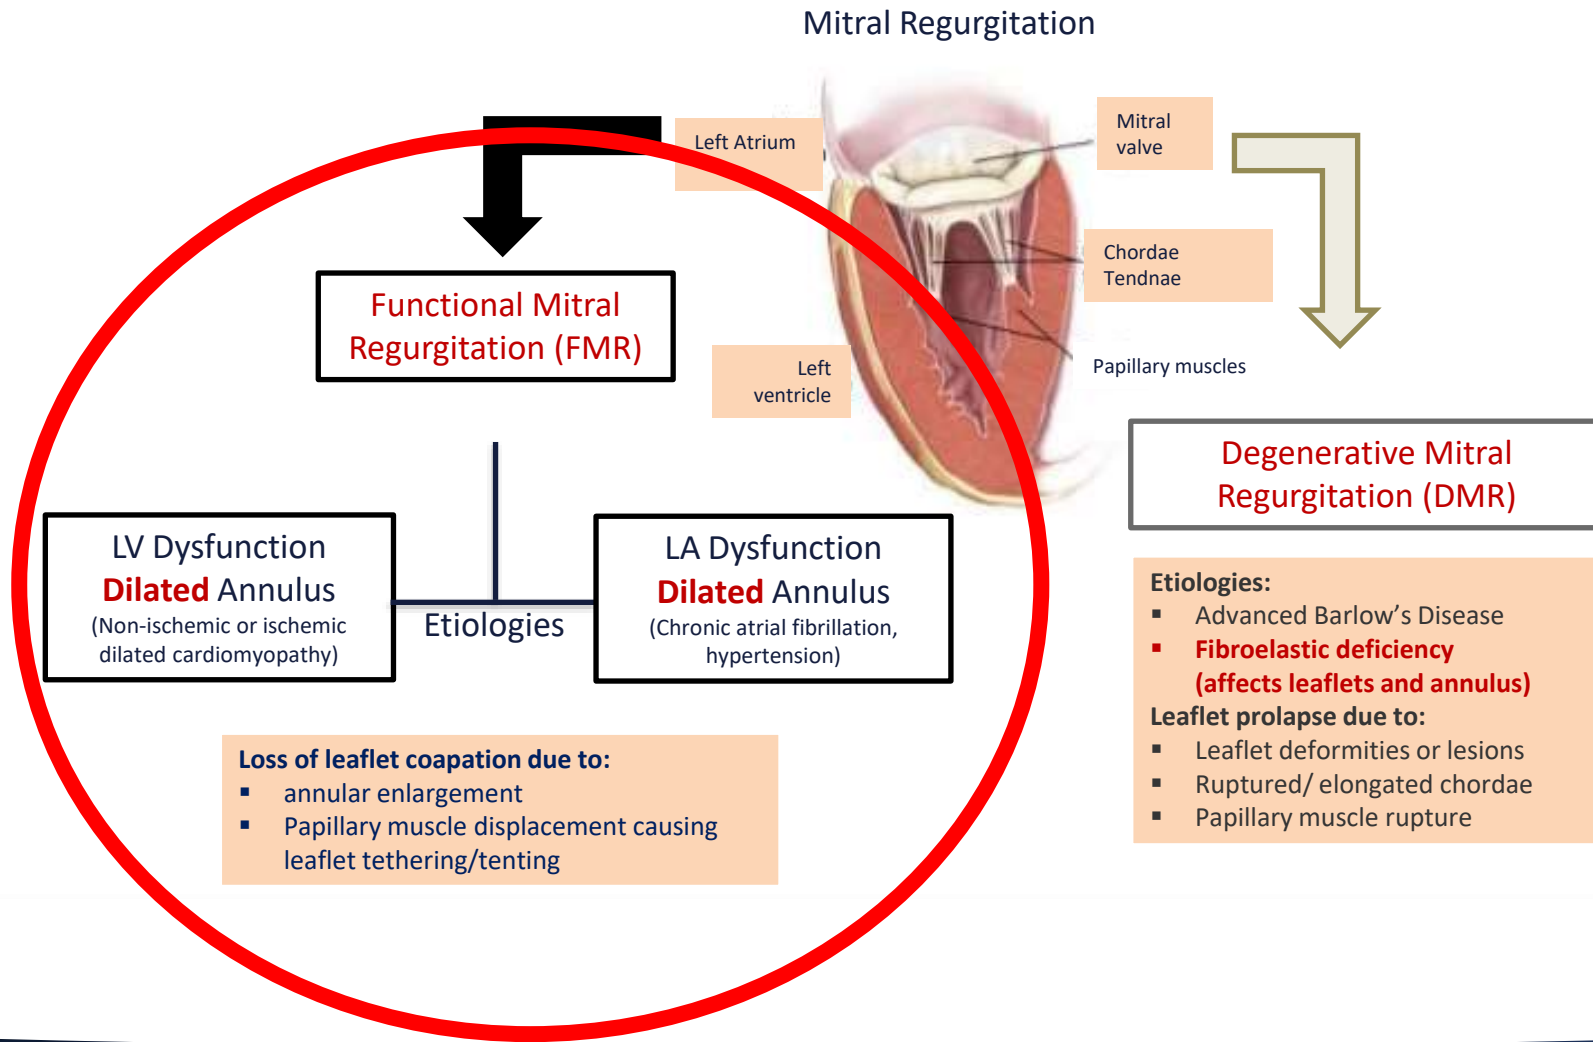 Mitral Regurgitation
Left Atrium
Mitral
valve
Chordae
Tendnae
Papillary muscles
Left
ventricle
Functional Mitral
Regurgitation (FMR)
LV Dysfunction
Dilated Annulus
(Non-ischemic or ischemic
dilated cardiomyopathy)
Etiologies
LA Dysfunction
Dilated Annulus
(Chronic atrial fibrillation,
hypertension)
Loss of leaflet coapation due to:
▪ annular enlargement
▪ Papillary muscle displacement causing
leaflet tethering/tenting
Degenerative Mitral
Regurgitation (DMR)
Etiologies:
▪ Advanced Barlow's Disease
▪ Fibroelastic deficiency
(affects leaflets and annulus)
Leaflet prolapse due to:
▪ Leaflet deformities or lesions
▪ Ruptured/ elongated chordae
▪ Papillary muscle rupture